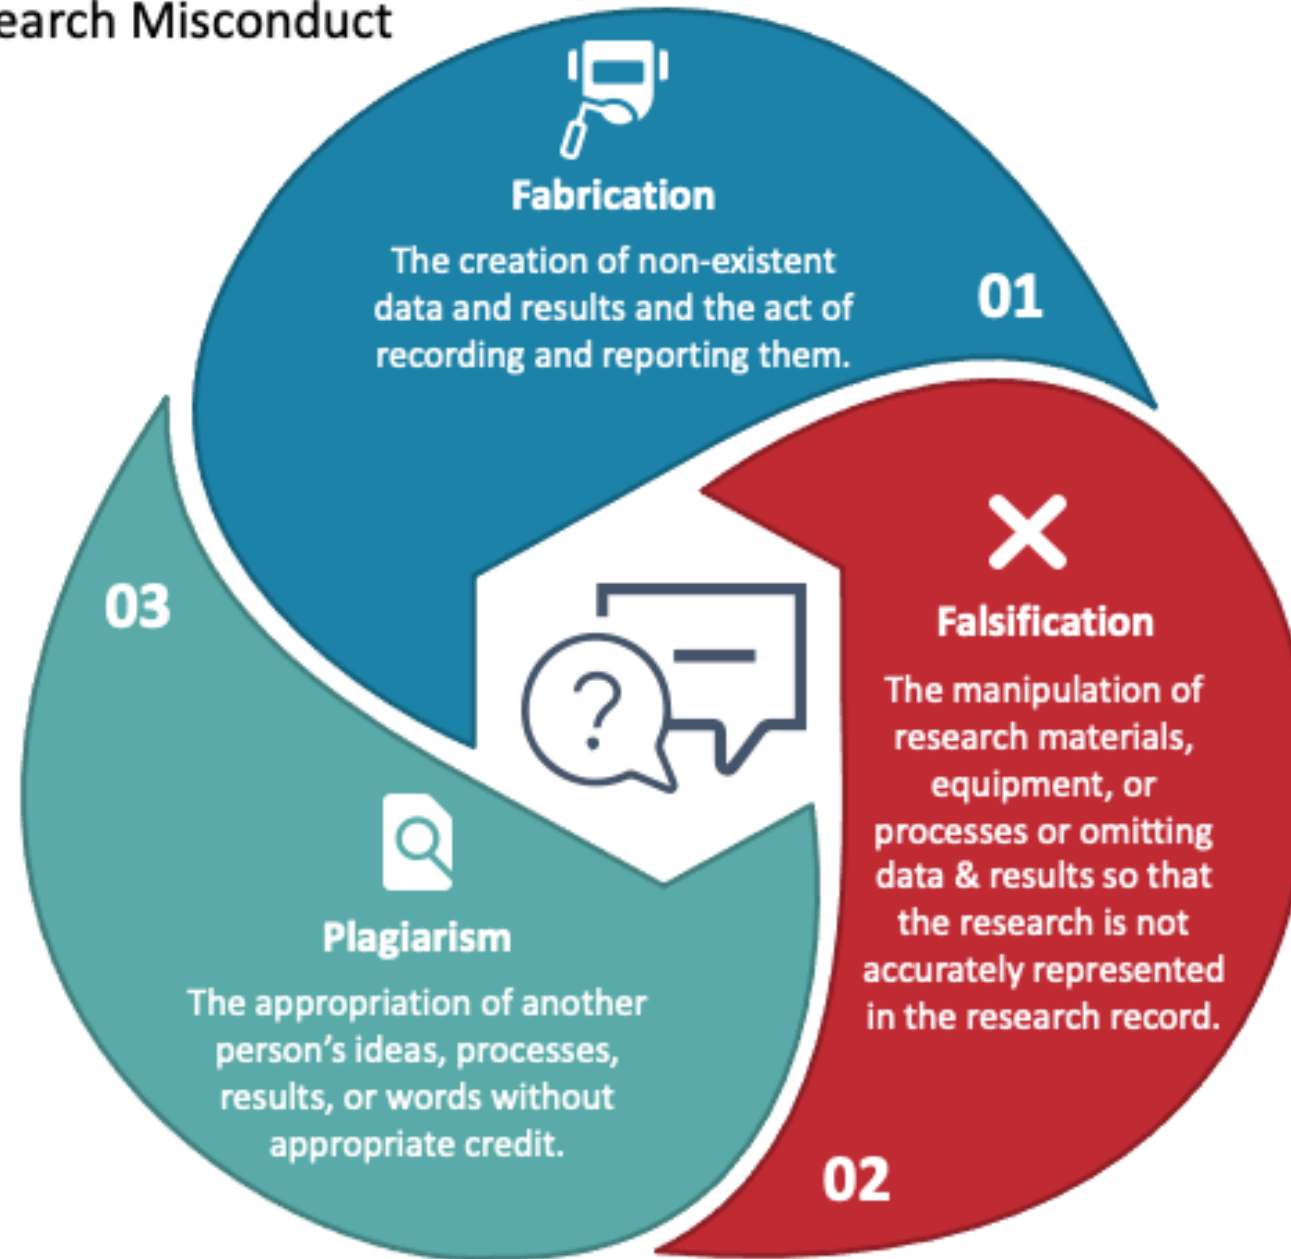 earch Misconduct
Fabrication
The creation of non-existent
data and results and the act of
recording and reporting them.
01
Falsification
The manipulation of
research materials,
equipment, or
processes or omitting
data & results so that
the research is not
accurately represented
in the research record.
02
03
Plagiarism
The appropriation of another
person’s ideas, processes,
results, or words without
appropriate credit.
?